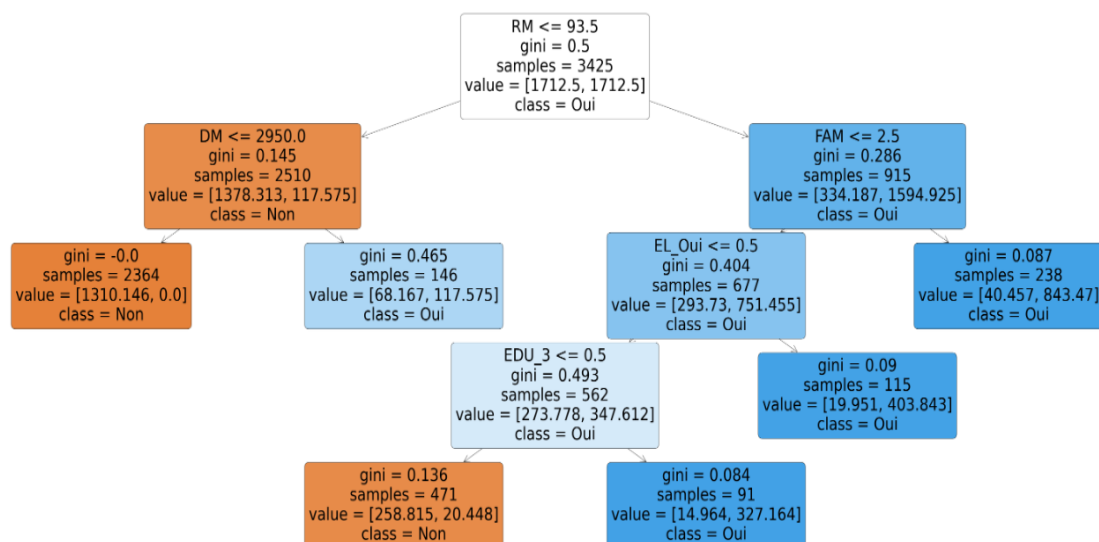 RM <= 93.5
gini = 0.5
samples = 3425
value = [1712.5, 1712.5]
class = Oui
DM <= 2950.0
gini = 0.145
samples = 2510
value = [1378.313, 117.575]
class = Non
FAM <= 2.5
gini = 0.286
samples = 915
value = [334.187, 1594.925]
class = Oui
gini = -0.0
samples = 2364
value = [1310.146, 0.0]
class = Non
gini = 0.465
samples = 146
value = [68.167, 117.575]
class = Oui
EL_Oui <= 0.5
gini = 0.404
samples = 677
value = [293.73, 751.455]
class = Oui
gini = 0.087
samples = 238
value = [40.457, 843.47]
class = Oui
EDU_3 <= 0.5
gini = 0.493
samples = 562
value = [273.778, 347.612]
class = Oui
gini = 0.09
samples = 115
value = [19.951, 403.843]
class = Oui
gini = 0.136
samples = 471
value = [258.815, 20.448]
class = Non
gini = 0.084
samples = 91
value = [14.964, 327.164]
class = Oui